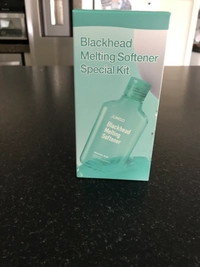 Blackhead
Melting Softener
Special Kit
Blackhead
Melting
Softener